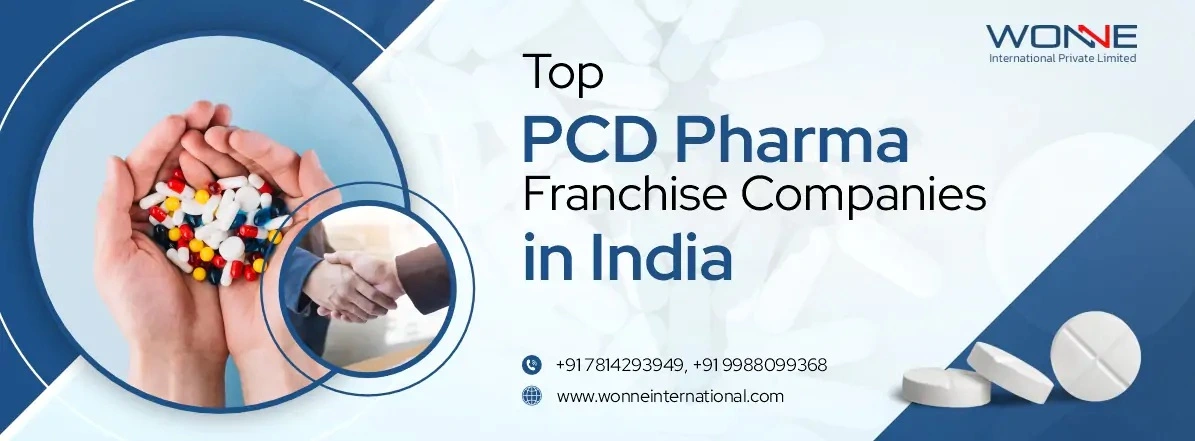 WONNE
International Private Limited
Top
PCD Pharma
Franchise Companies
in India
+91 7814293949, +91 9988099368
www.wonneinternational.com